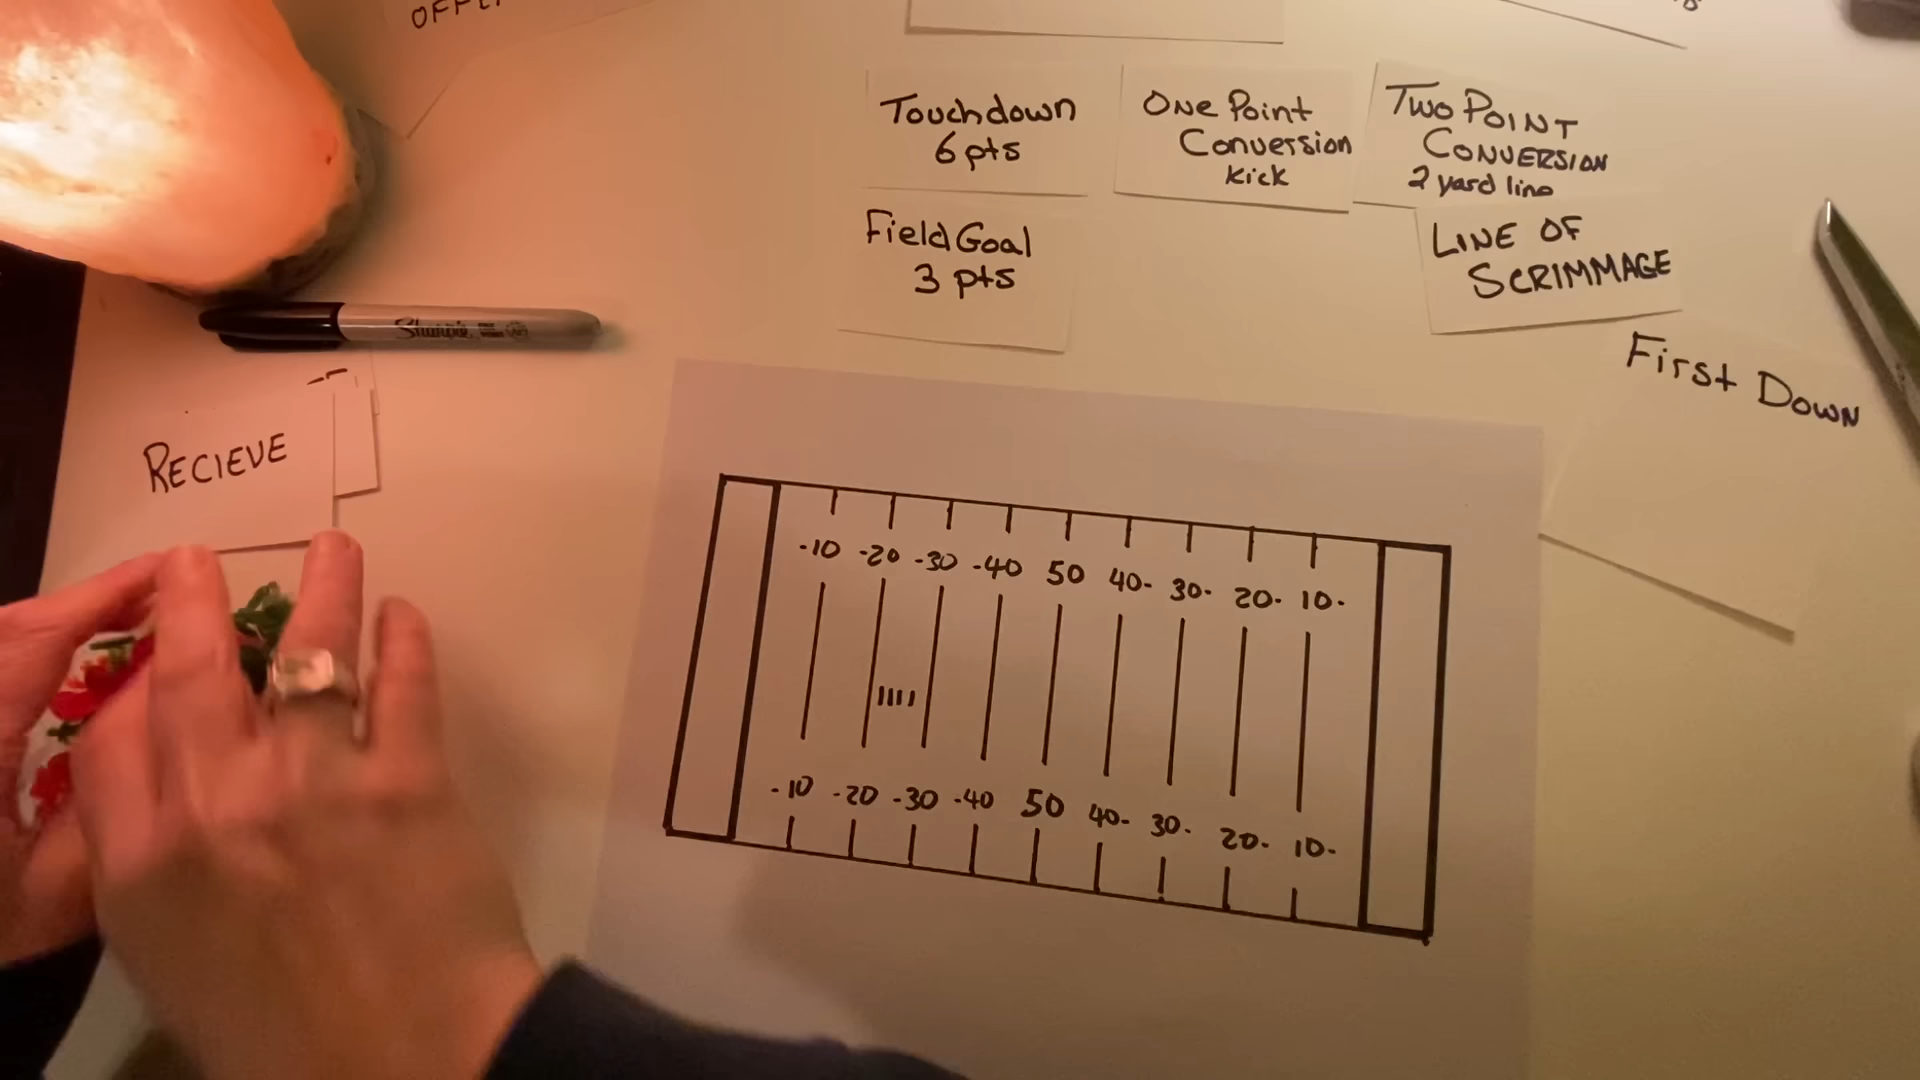 Touchdown
6 pts
One Point
Conversion
kick
Two Point
Conversion
2 yard line
Field Goal
3 pts
LINE OF
SCRIMMAGE
First Down
Sharpie
RECIEVE
-10 -20 -30 -40 50 40- 30- 20- 10-
-10 -20 -30 -40 50 40- 30- 20- 10-